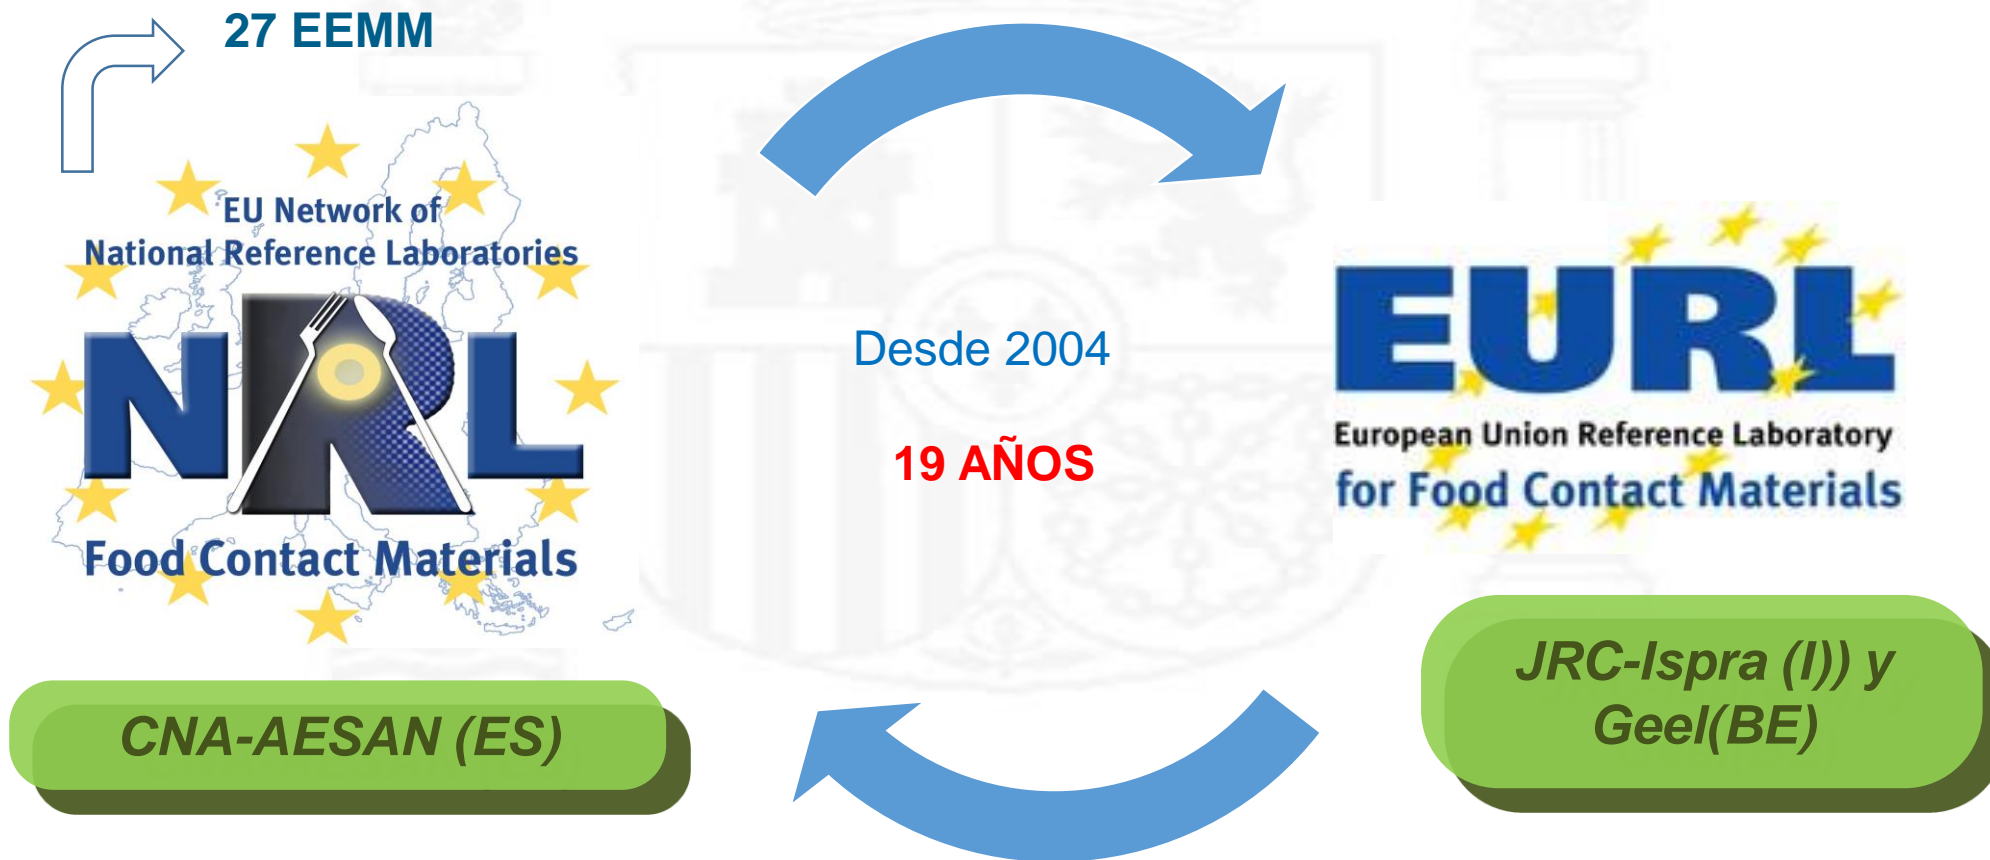 27 EEMM
EU Network of
National Reference Laboratories
NRL
Food Contact Materials
CNA-AESAN (ES)
Desde 2004
19 AÑOS
EURL
European Union Reference Laboratory
for Food Contact Materials
JRC-Ispra (I)) y
Geel(BE)